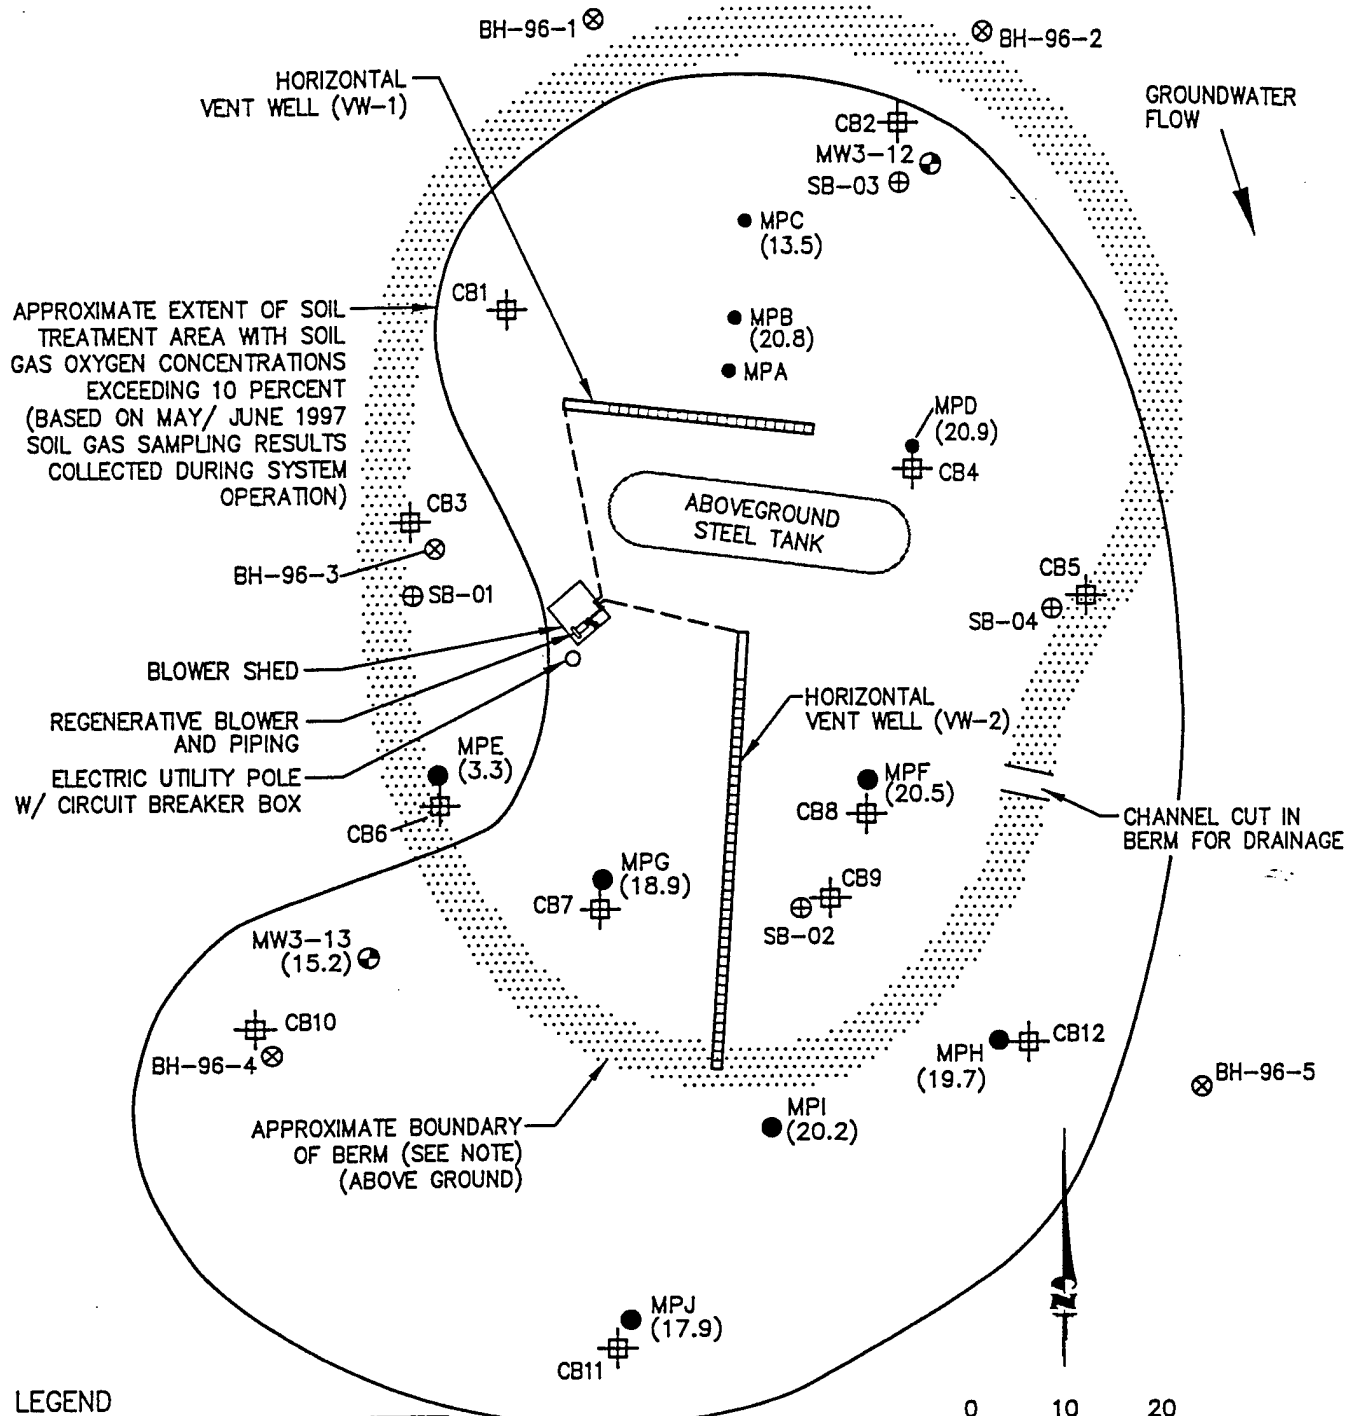 BH-96-1
BH-96-2
HORIZONTAL
VENT WELL (VW-1)
GROUNDWATER
FLOW
CB2
MW3-12
SB-03
MPC
(13.5)
CB1
APPROXIMATE EXTENT OF SOIL
TREATMENT AREA WITH SOIL
GAS OXYGEN CONCENTRATIONS
EXCEEDING 10 PERCENT
(BASED ON MAY/ JUNE 1997
SOIL GAS SAMPLING RESULTS
COLLECTED DURING SYSTEM
OPERATION)
MPB
(20.8)
MPA
MPD
(20.9)
CB4
ABOVEGROUND
STEEL TANK
CB3
BH-96-3
SB-01
CB5
SB-04
BLOWER SHED
REGENERATIVE BLOWER
AND PIPING
ELECTRIC UTILITY POLE
W/ CIRCUIT BREAKER BOX
HORIZONTAL
VENT WELL (VW-2)
MPE
(3.3)
CB6
MPF
(20.5)
CB8
CHANNEL CUT IN
BERM FOR DRAINAGE
MPG
(18.9)
CB7
CB9
SB-02
MW3-13
(15.2)
CB10
BH-96-4
MPH
(19.7)
CB12
BH-96-5
MPI
(20.2)
APPROXIMATE BOUNDARY
OF BERM (SEE NOTE)
(ABOVE GROUND)
N
MPJ
(17.9)
CB11
LEGEND
0 10 20